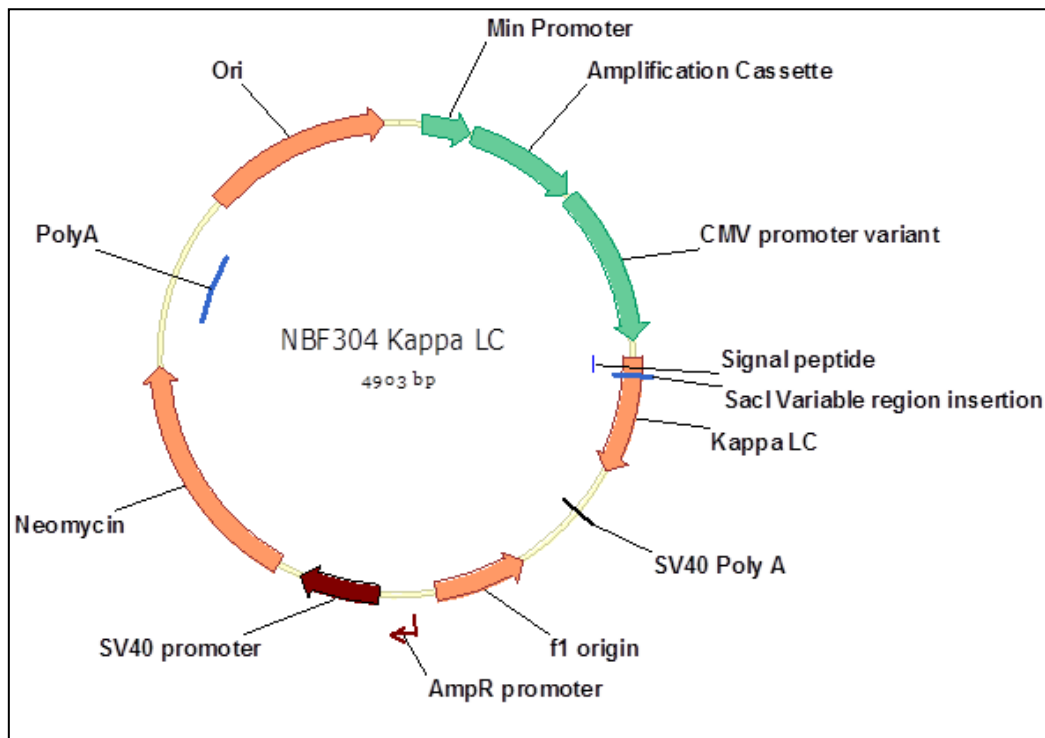 Min Promoter
Ori
Amplification Cassette
PolyA
CMV promoter variant
NBF304 Kappa LC
4903 bp
Signal peptide
SacI Variable region insertion
Kappa LC
Neomycin
SV40 Poly A
SV40 promoter
f1 origin
AmpR promoter